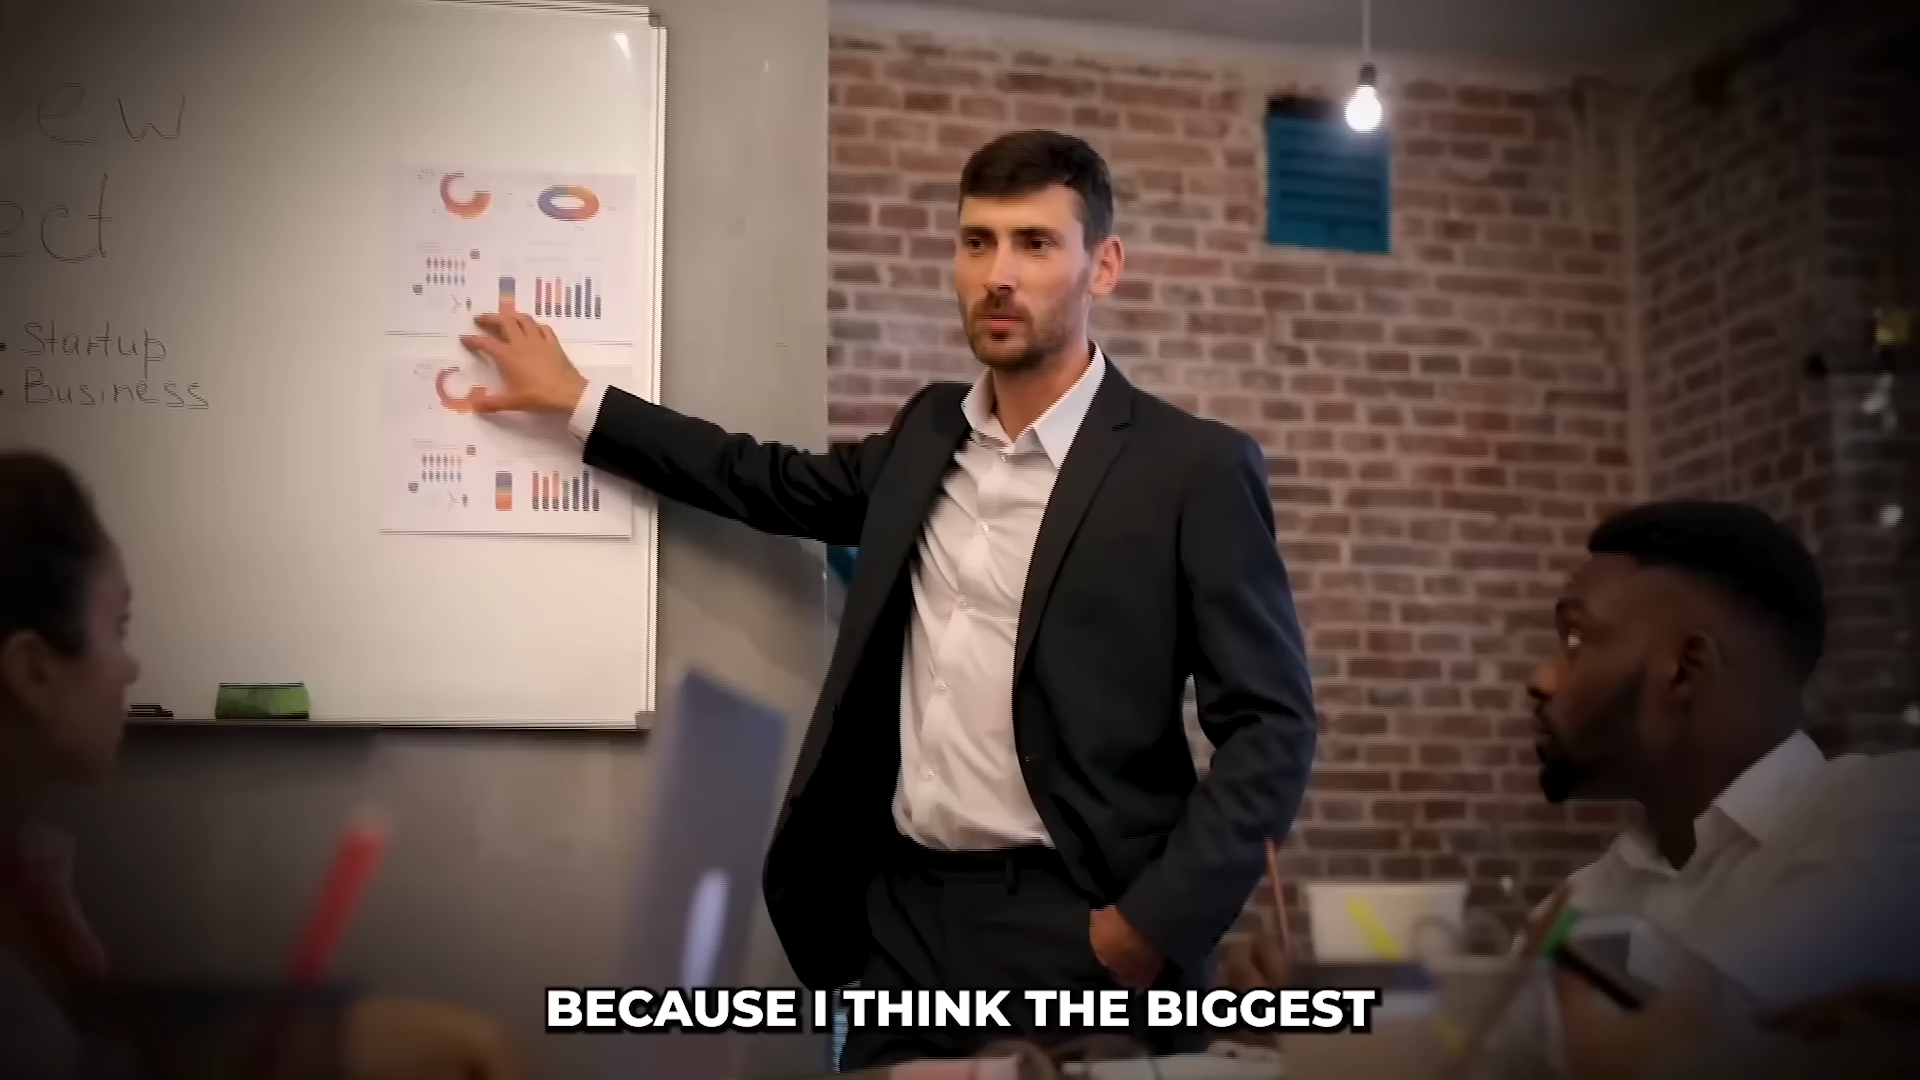 ew
ect
• Startup
• Business
BECAUSE I THINK THE BIGGEST